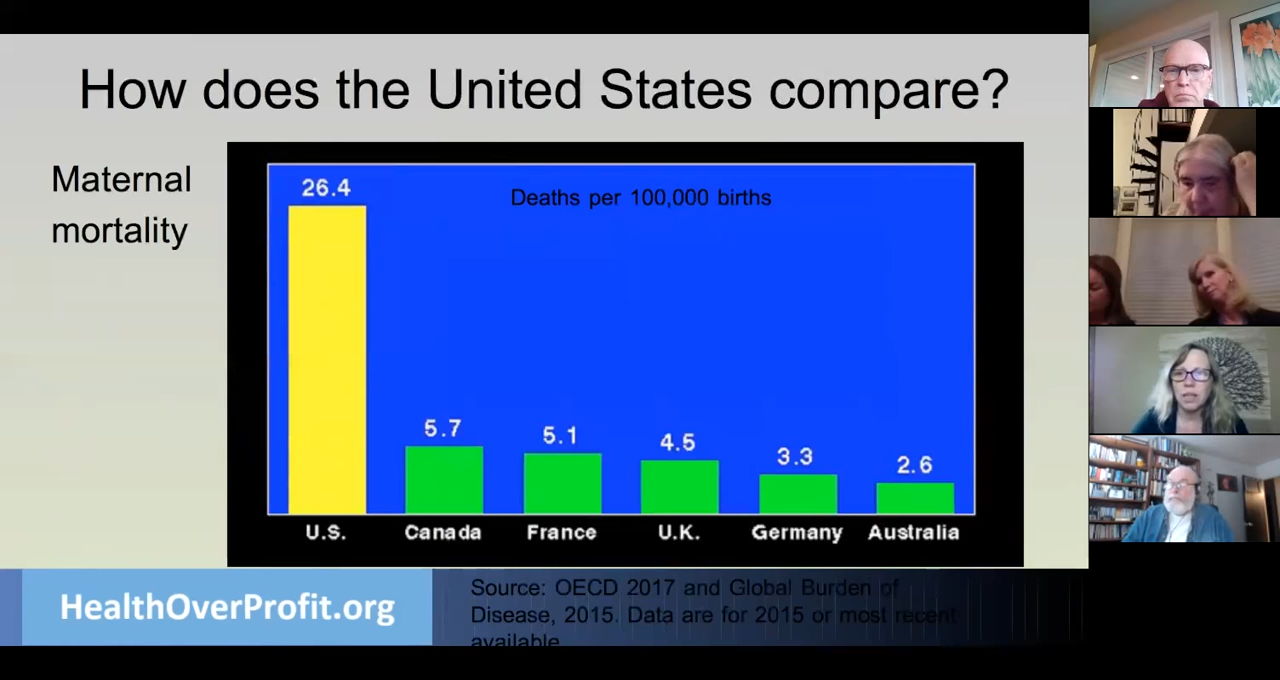 How does the United States compare?
Maternal
mortality
26.4
Deaths per 100,000 births
5.7
5.1
4.5
3.3
2.6
U.S.
Canada
France
U.K.
Germany
Australia
HealthOverProfit.org
Source: OECD 2017 and Global Burden of
Disease, 2015. Data are for 2015 or most recent
available